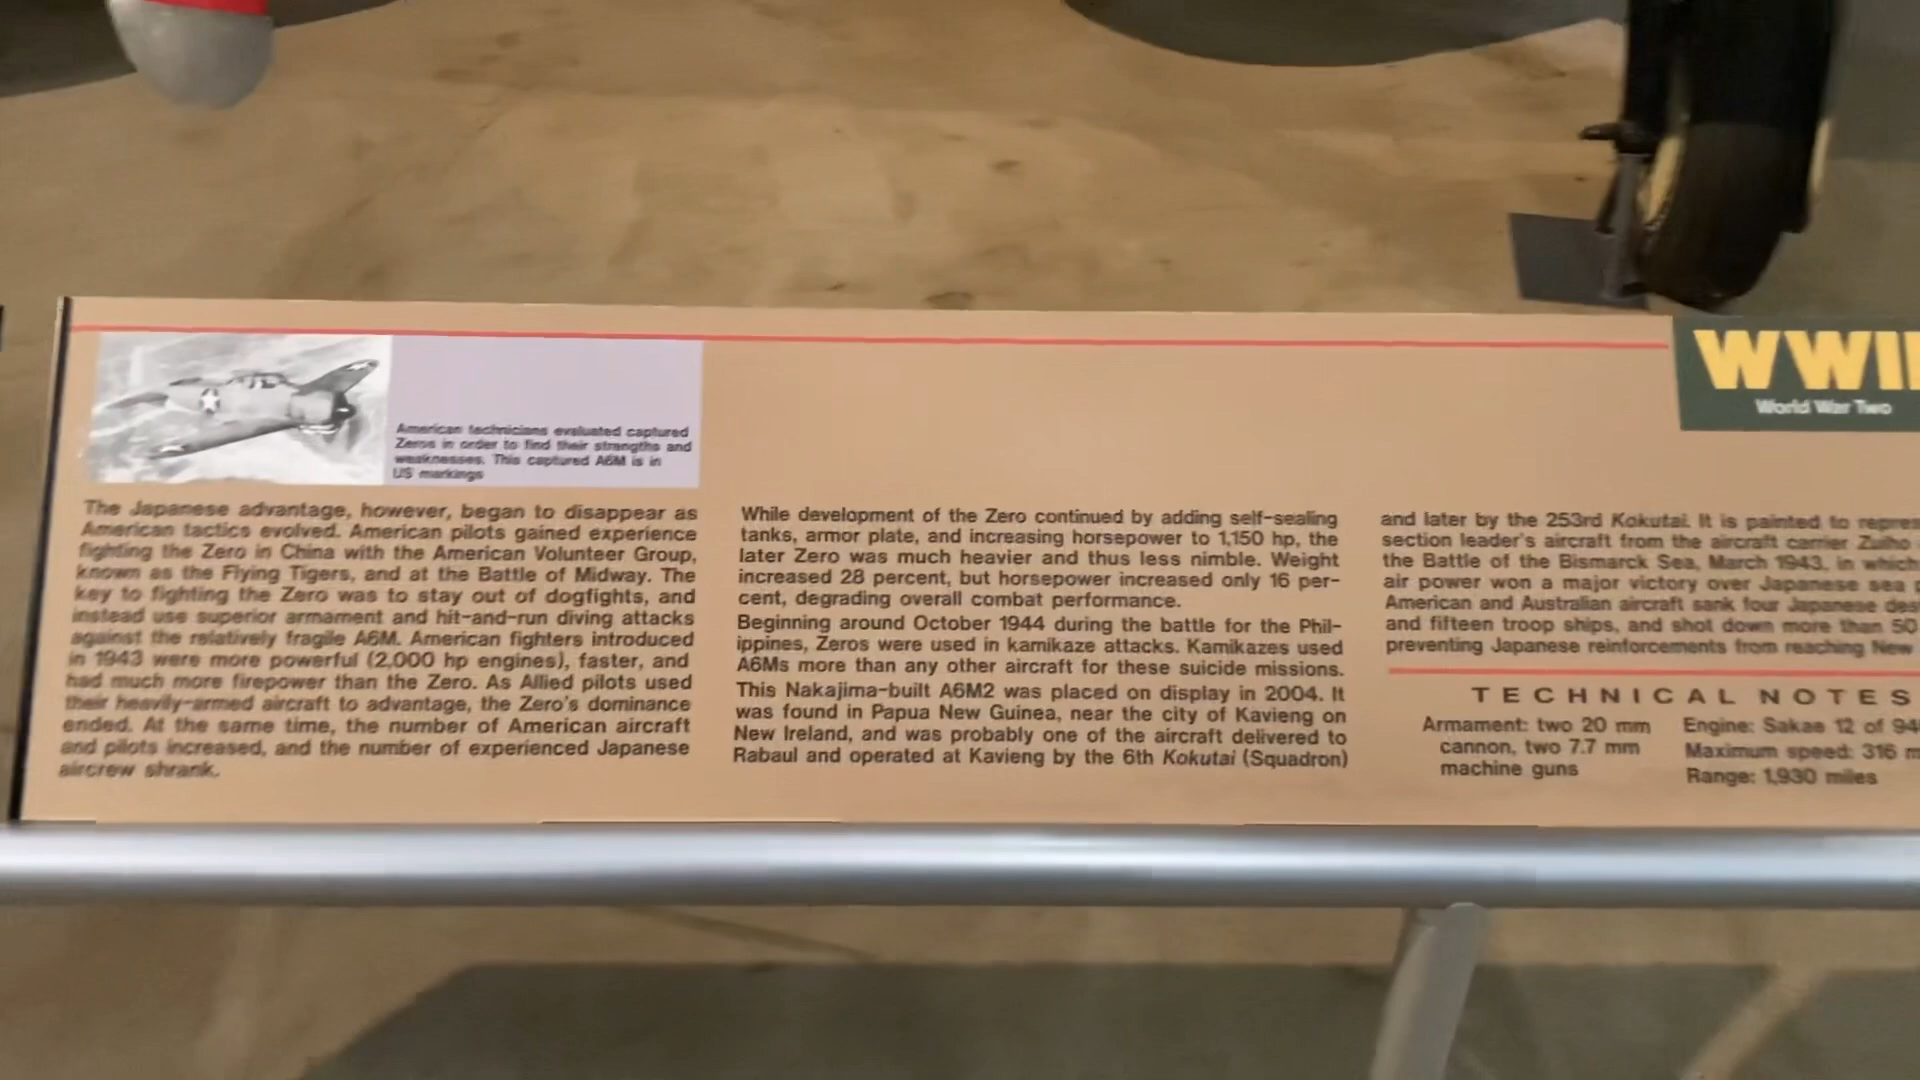 WWII
World War Two
American technicians evaluated captured
Zeros in order to find their strengths and
weaknesses. This captured A6M is in
US markings
The Japanese advantage, however, began to disappear as
American tactics evolved. American pilots gained experience
fighting the Zero in China with the American Volunteer Group,
known as the Flying Tigers, and at the Battle of Midway. The
key to fighting the Zero was to stay out of dogfights, and
instead use superior armament and hit-and-run diving attacks
against the relatively fragile A6M. American fighters introduced
in 1943 were more powerful (2,000 hp engines), faster, and
had much more firepower than the Zero. As Allied pilots used
their heavily-armed aircraft to advantage, the Zero's dominance
ended. At the same time, the number of American aircraft
and pilots increased, and the number of experienced Japanese
aircrew shrank.
While development of the Zero continued by adding self-sealing
tanks, armor plate, and increasing horsepower to 1,150 hp, the
later Zero was much heavier and thus less nimble. Weight
increased 28 percent, but horsepower increased only 16 per-
cent, degrading overall combat performance.
Beginning around October 1944 during the battle for the Phil-
ippines, Zeros were used in kamikaze attacks. Kamikazes used
A6Ms more than any other aircraft for these suicide missions.
This Nakajima-built A6M2 was placed on display in 2004. It
was found in Papua New Guinea, near the city of Kavieng on
New Ireland, and was probably one of the aircraft delivered to
Rabaul and operated at Kavieng by the 6th Kokutai (Squadron)
and later by the 253rd Kokutai. It is painted to
section leader's aircraft from the aircraft carrier Zuiho
the Battle of the Bismarck Sea, March 1943, in which
air power won a major victory over Japanese sea
American and Australian aircraft sank four Japanese
and fifteen troop ships, and shot down more than 50
preventing Japanese reinforcements from reaching New
TECHNICAL NOTES
Armament: two 20 mm
cannon, two 7.7 mm
machine guns
Engine: Sakae 12 of
Maximum speed: 316
Range: 1,930 miles